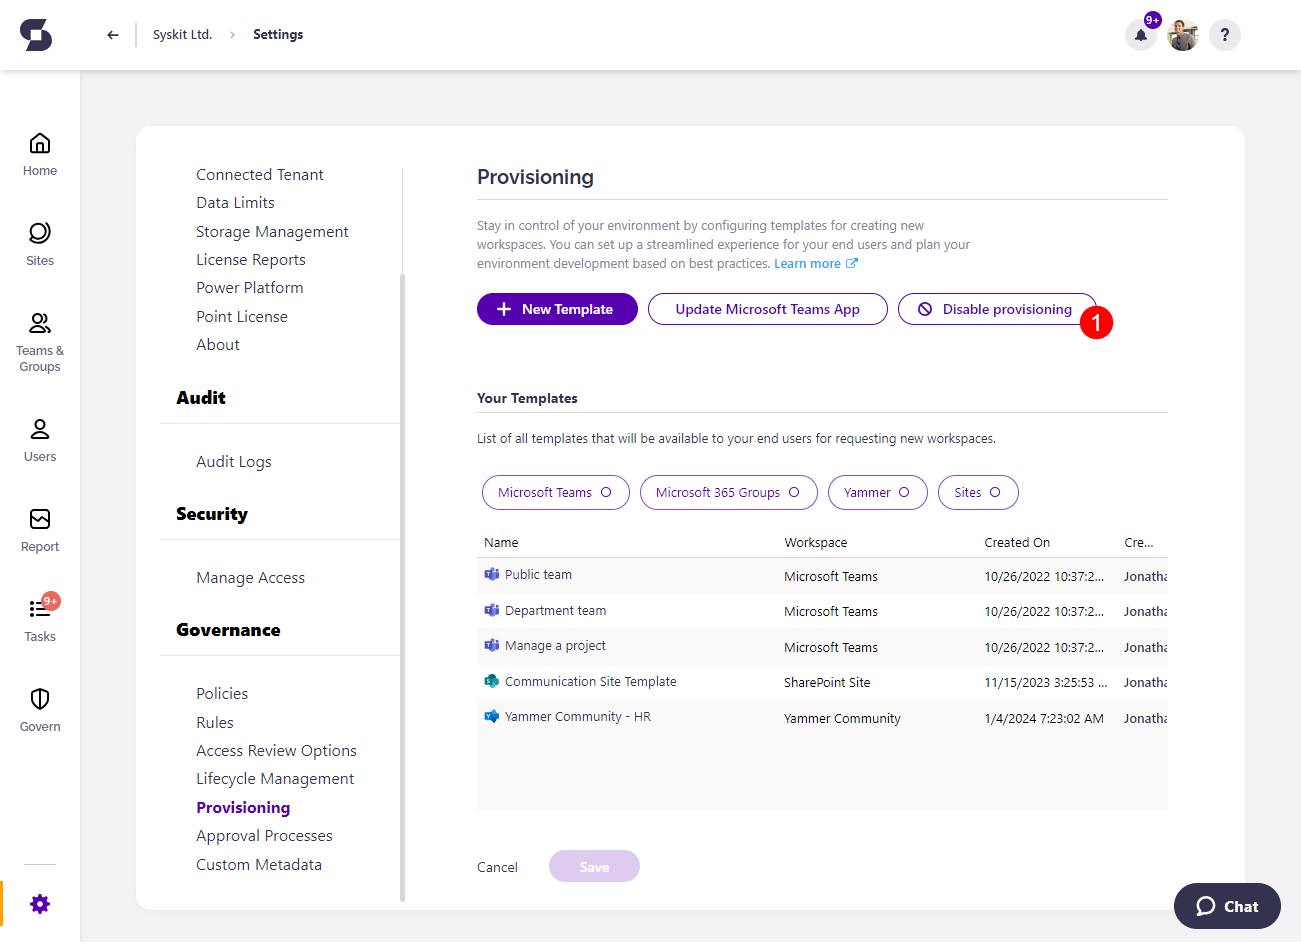 Syskit Ltd. > Settings
9+
?
Home
Sites
Teams &
Groups
Users
Report
9+
Tasks
Govern
Connected Tenant
Data Limits
Storage Management
License Reports
Power Platform
Point License
About
Audit
Audit Logs
Security
Manage Access
Governance
Policies
Rules
Access Review Options
Lifecycle Management
Provisioning
Approval Processes
Custom Metadata
Provisioning
Stay in control of your environment by configuring templates for creating new
workspaces. You can set up a streamlined experience for your end users and plan your
environment development based on best practices. Learn more
New Template Update Microsoft Teams App Disable provisioning
1
Your Templates
List of all templates that will be available to your end users for requesting new workspaces.
Microsoft Teams Microsoft 365 Groups Yammer Sites
Name Workspace Created On Cre...
Public team Microsoft Teams 10/26/2022 10:37:2... Jonatha
Department team Microsoft Teams 10/26/2022 10:37:2... Jonatha
Manage a project Microsoft Teams 10/26/2022 10:37:2... Jonatha
Communication Site Template SharePoint Site 11/15/2023 3:25:53 ... Jonatha
Yammer Community - HR Yammer Community 1/4/2024 7:23:02 AM Jonatha
Cancel Save
Chat